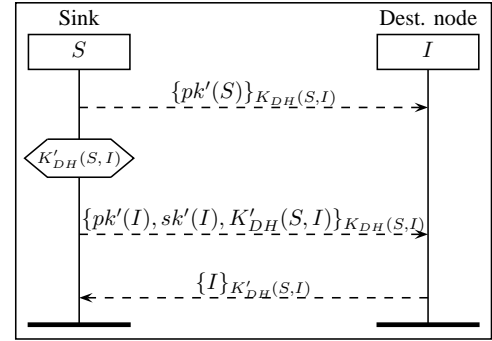 Sink Dest. node
S I
{pk′(S)}K_DH(S,I)
K′_DH(S, I)
{pk′(I), sk′(I), K′_DH(S, I)}K_DH(S,I)
{I}K′_DH(S,I)